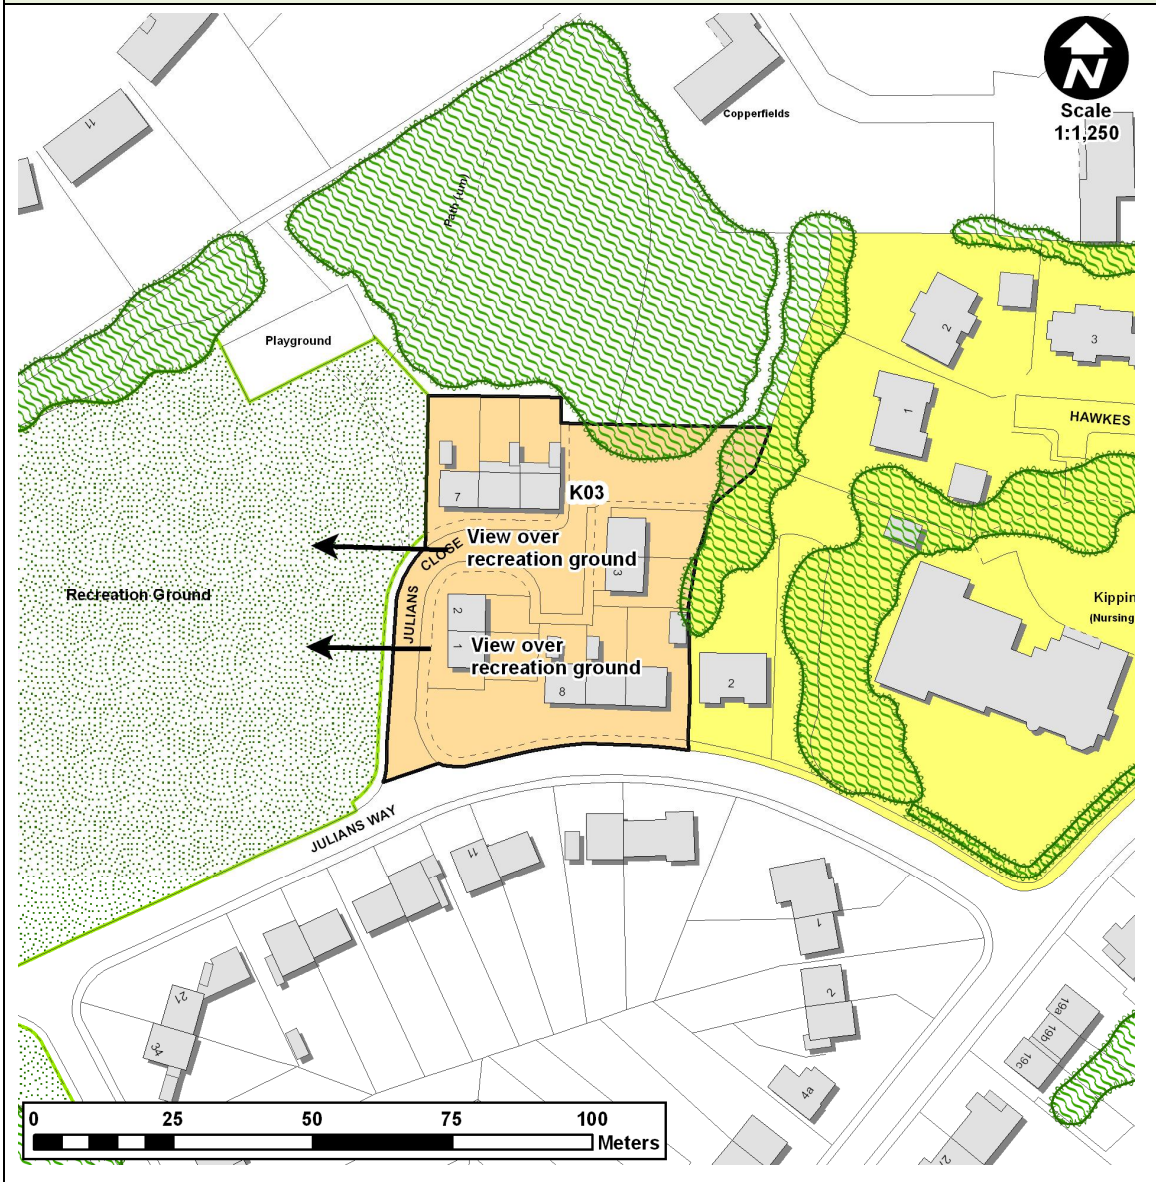 N
Scale
1:1,250
11
Copperfields
Path (um)
Playground
2
3
1
HAWKES
7
K03
View over
recreation ground
JULIANS CLOSE
3
Recreation Ground
2
1
View over
recreation ground
8
2
Kippin
(Nursing
JULIANS WAY
11
1
2
21
34
19a
19b
19c
4a
21
0 25 50 75 100
Meters